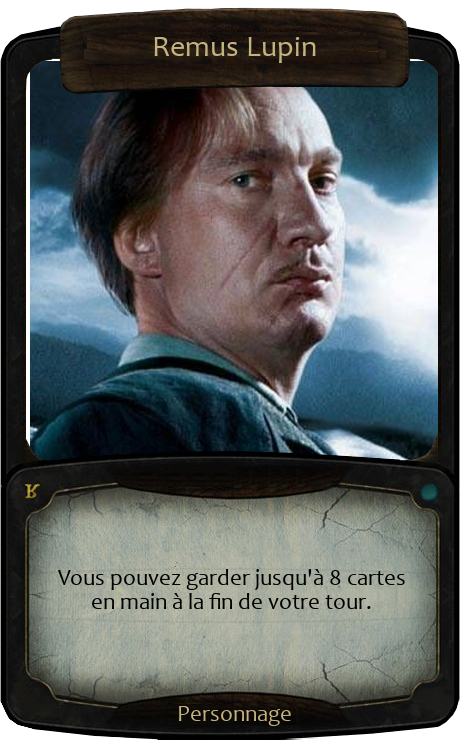 Remus Lupin
Vous pouvez garder jusqu'à 8 cartes
en main à la fin de votre tour.
Personnage